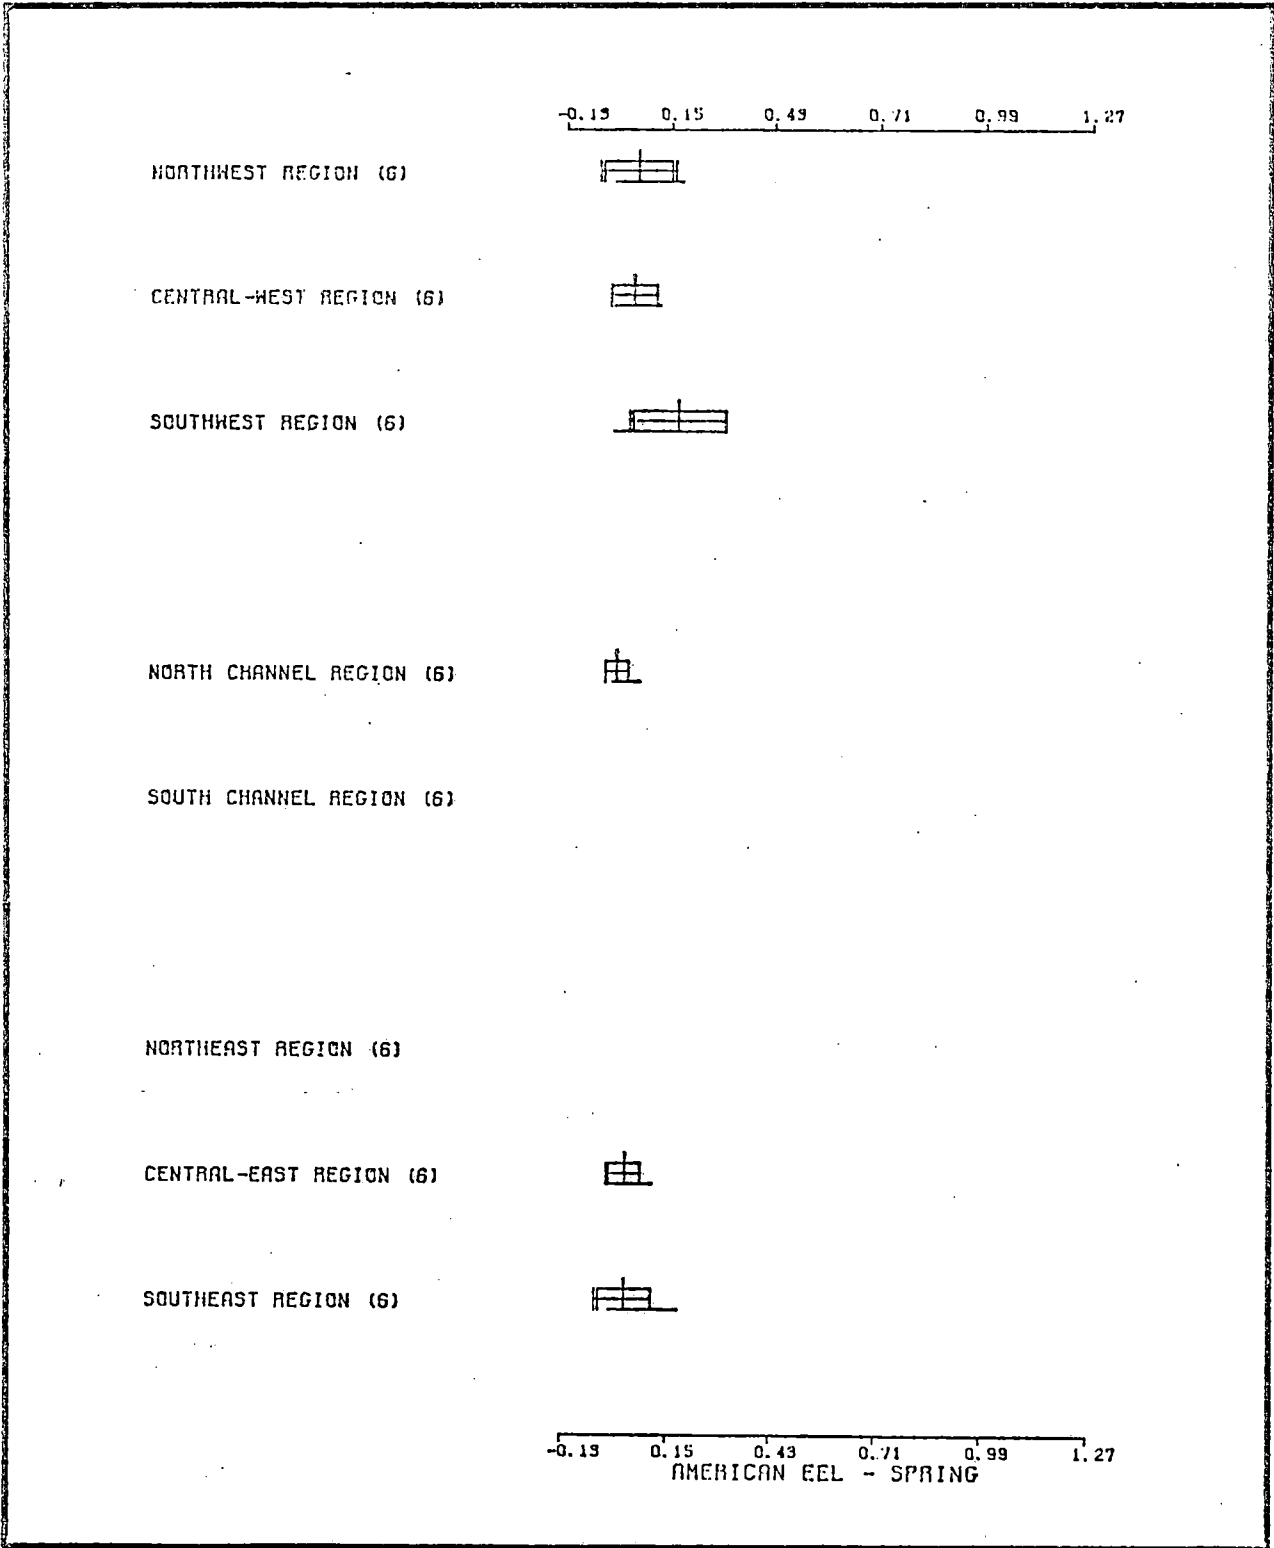 -0.13 0.15 0.43 0.71 0.99 1.27
NORTHWEST REGION (6)
CENTRAL-WEST REGION (6)
SOUTHWEST REGION (6)
NORTH CHANNEL REGION (6)
SOUTH CHANNEL REGION (6)
NORTHEAST REGION (6)
CENTRAL-EAST REGION (6)
SOUTHEAST REGION (6)
-0.13 0.15 0.43 0.71 0.99 1.27
AMERICAN EEL - SPRING